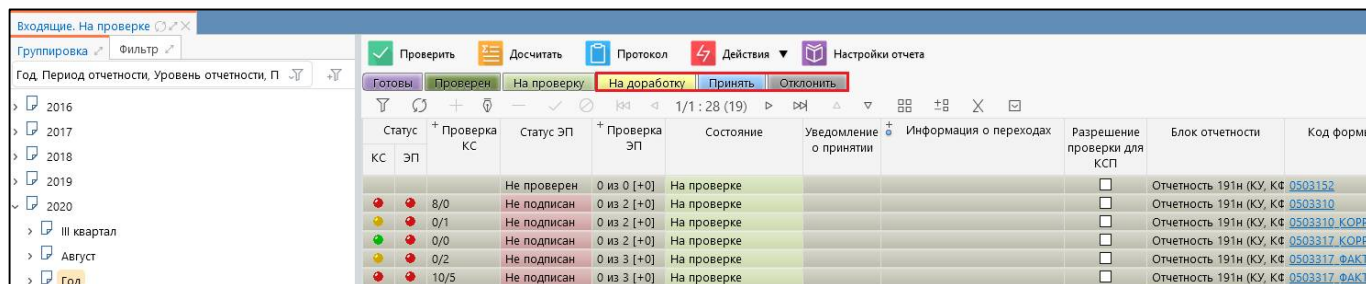 Входящие. На проверке
Группировка Фильтр
Год, Период отчетности, Уровень отчетности, П
2016
2017
2018
2019
2020
III квартал
Август
Год
Проверить Досчитать Протокол Действия ▼ Настройки отчета
Готовы Проверен На проверку На доработку Принять Отклонить
1/1 : 28 (19)
Статус + Проверка КС Статус ЭП + Проверка ЭП Состояние Уведомление о принятии + Информация о переходах Разрешение проверки для КСП Блок отчетности Код формы
КС ЭП
Не проверен 0 из 0 [+0] На проверке Отчетность 191н (КУ, КФ 0503152
8/0 Не подписан 0 из 2 [+0] На проверке Отчетность 191н (КУ, КФ 0503310
0/1 Не подписан 0 из 2 [+0] На проверке Отчетность 191н (КУ, КФ 0503310_КОРР
0/0 Не подписан 0 из 2 [+0] На проверке Отчетность 191н (КУ, КФ 0503317_КОРР
0/2 Не подписан 0 из 3 [+0] На проверке Отчетность 191н (КУ, КФ 0503317_ФАКТ
10/5 Не подписан 0 из 3 [+0] На проверке Отчетность 191н (КУ, КФ 0503317_ФАКТ